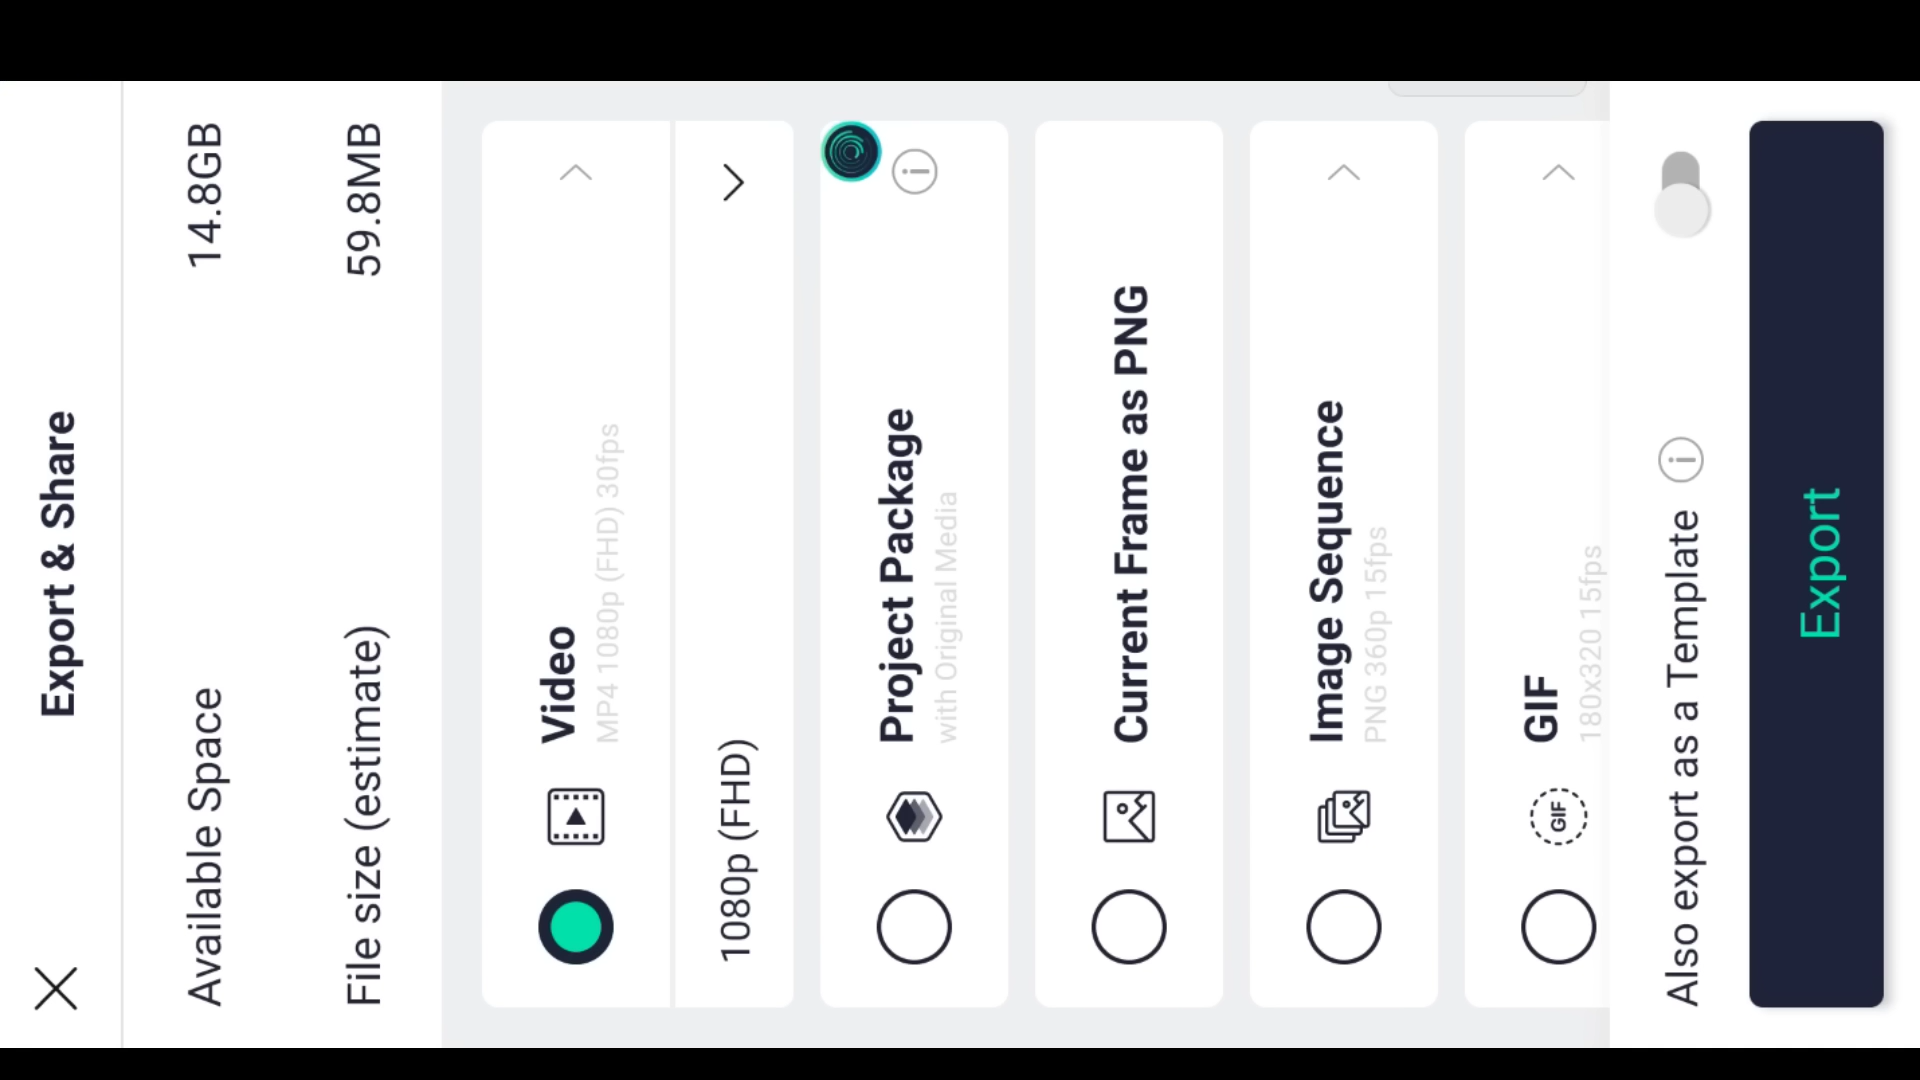 Export & Share
Available Space 14.8GB
File size (estimate) 59.8MB
Video
MP4 1080p (FHD) 30fps
1080p (FHD)
Project Package
with Original Media
Current Frame as PNG
Image Sequence
PNG 360p 15fps
GIF
GIF
180x320 15fps
Also export as a Template
Export